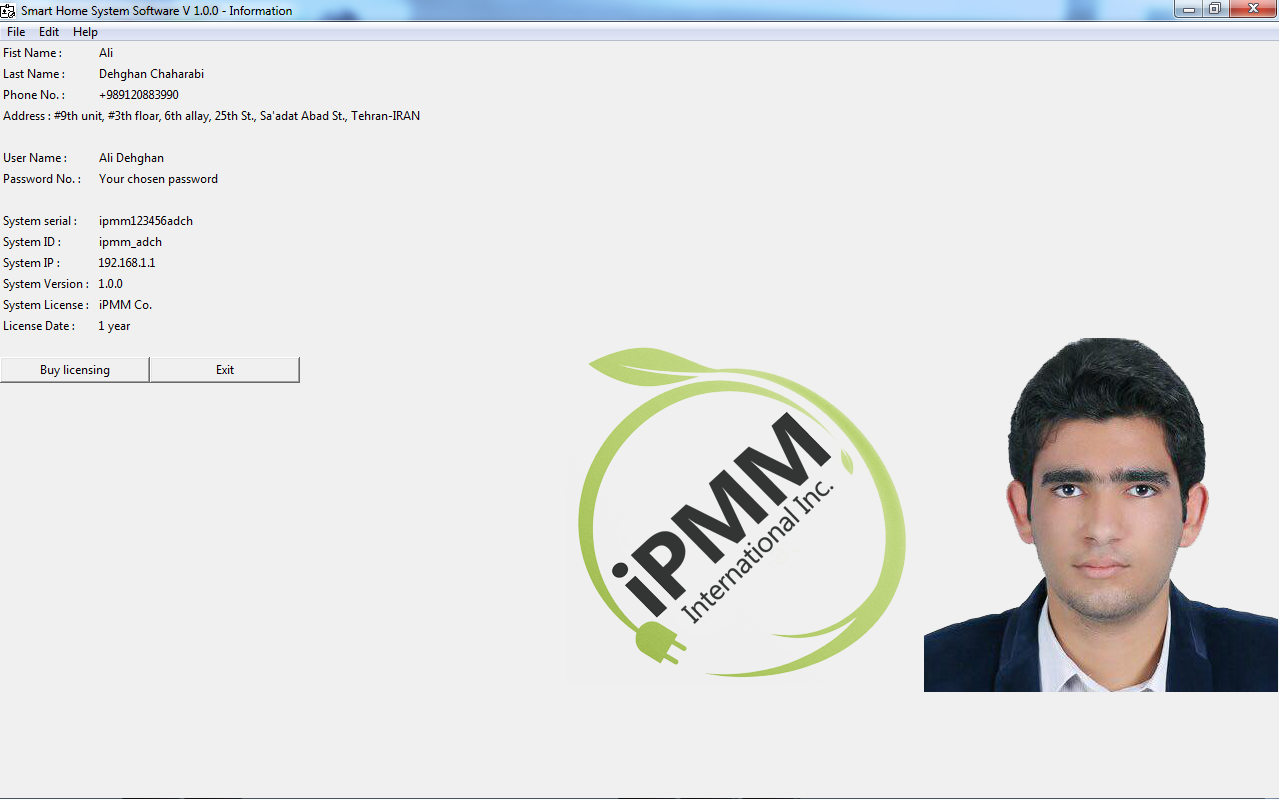 Smart Home System Software V 1.0.0 - Information
File Edit Help
Fist Name : Ali
Last Name : Dehghan Chaharabi
Phone No. : +989120883990
Address : #9th unit, #3th floar, 6th allay, 25th St., Sa'adat Abad St., Tehran-IRAN
User Name : Ali Dehghan
Password No. : Your chosen password
System serial : ipmm123456adch
System ID : ipmm_adch
System IP : 192.168.1.1
System Version : 1.0.0
System License : iPMM Co.
License Date : 1 year
Buy licensing Exit
iPMM
International Inc.